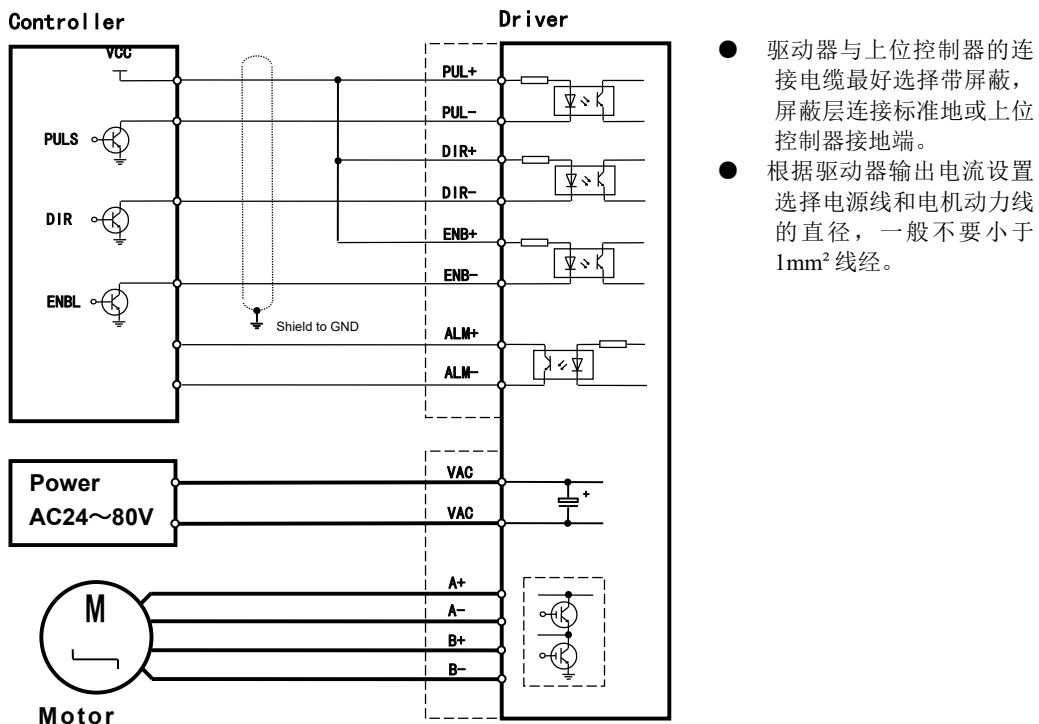 Controller
Driver
VCC
PUL+
PUL-
PULS
DIR+
DIR-
DIR
ENB+
ENB-
ENBL
Shield to GND
ALM+
ALM-
Power
AC24～80V
VAC
VAC
+
A+
A-
B+
B-
M
Motor
● 驱动器与上位控制器的连
接电缆最好选择带屏蔽，
屏蔽层连接标准地或上位
控制器接地端。
● 根据驱动器输出电流设置
选择电源线和电机动力线
的直径，一般不要小于
1mm² 线经。